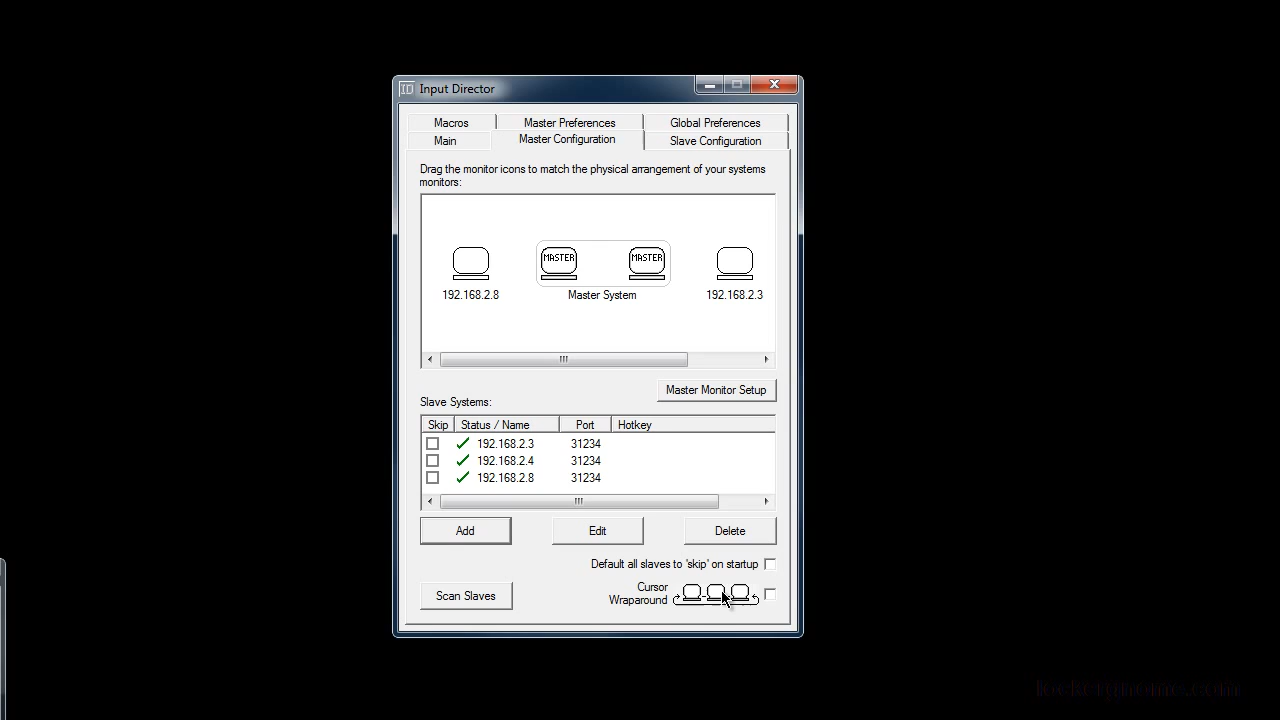 Input Director
Macros Master Preferences Global Preferences
Main Master Configuration Slave Configuration
Drag the monitor icons to match the physical arrangement of your systems
monitors:
MASTER MASTER
192.168.2.8 Master System 192.168.2.3
Master Monitor Setup
Slave Systems:
Skip Status / Name Port Hotkey
192.168.2.3 31234
192.168.2.4 31234
192.168.2.8 31234
Add Edit Delete
Default all slaves to 'skip' on startup
Scan Slaves
Cursor
Wraparound